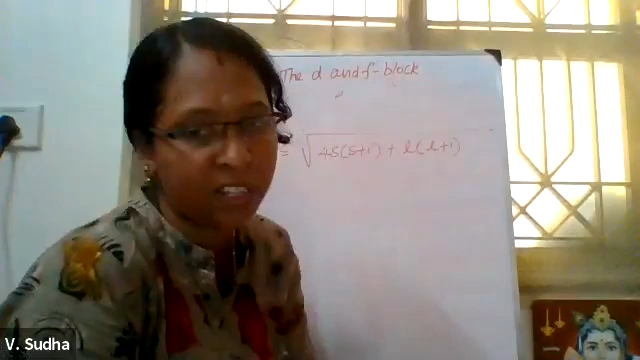 The d and f-block
= √4S(S+1) + L(L+1)
V. Sudha